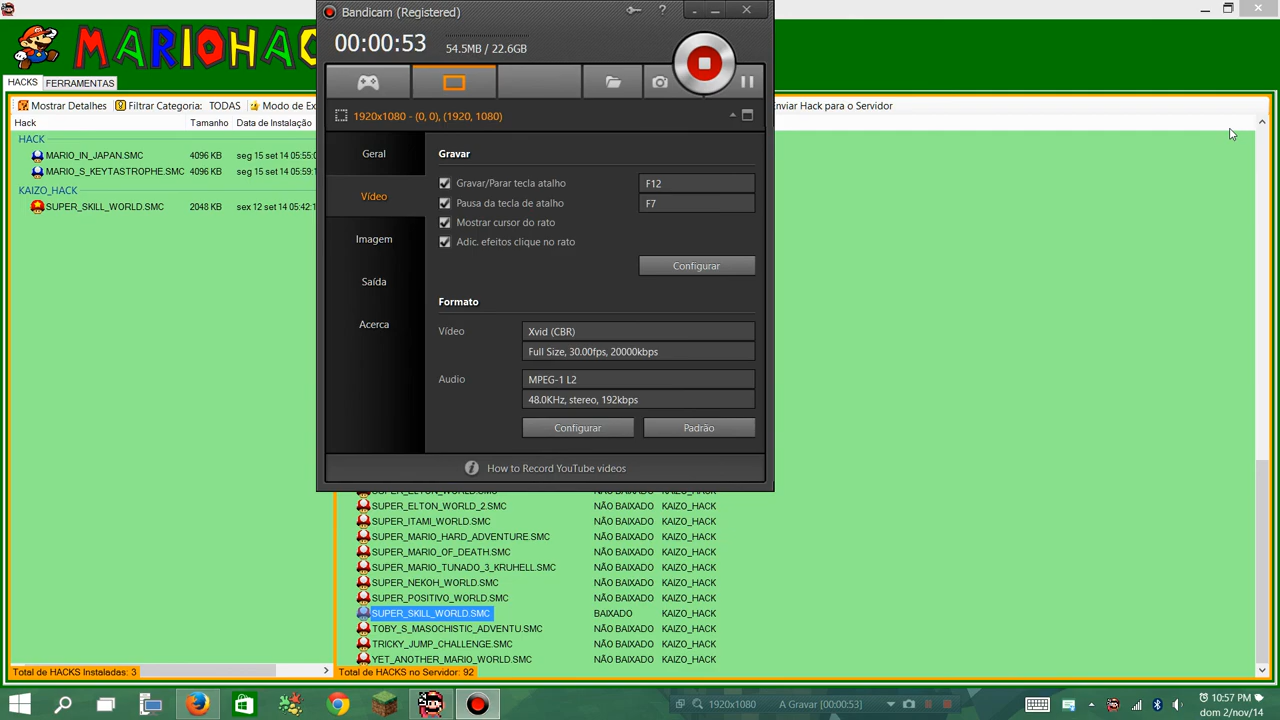 Bandicam (Registered)
?
00:00:53
54.5MB / 22.6GB
MARIOHAC
HACKS
FERRAMENTAS
Mostrar Detalhes
Filtrar Categoria: TODAS
Modo de Ex
Enviar Hack para o Servidor
1920x1080 - (0, 0), (1920, 1080)
Hack
Tamanho
Data de Instalação
HACK
MARIO_IN_JAPAN.SMC 4096 KB seg 15 set 14 05:55:0
MARIO_S_KEYTASTROPHE.SMC 4096 KB seg 15 set 14 05:59:1
KAIZO_HACK
SUPER_SKILL_WORLD.SMC 2048 KB sex 12 set 14 05:42:1
Geral
Vídeo
Imagem
Saída
Acerca
Gravar
Gravar/Parar tecla atalho F12
Pausa da tecla de atalho F7
Mostrar cursor do rato
Adic. efeitos clique no rato
Configurar
Formato
Vídeo
Xvid (CBR)
Full Size, 30.00fps, 20000kbps
Audio
MPEG-1 L2
48.0KHz, stereo, 192kbps
Configurar
Padrão
How to Record YouTube videos
SUPER_ELTON_WORLD.SMC NÃO BAIXADO KAIZO_HACK
SUPER_ELTON_WORLD_2.SMC NÃO BAIXADO KAIZO_HACK
SUPER_ITAMI_WORLD.SMC NÃO BAIXADO KAIZO_HACK
SUPER_MARIO_HARD_ADVENTURE.SMC NÃO BAIXADO KAIZO_HACK
SUPER_MARIO_OF_DEATH.SMC NÃO BAIXADO KAIZO_HACK
SUPER_MARIO_TUNADO_3_KRUHELL.SMC NÃO BAIXADO KAIZO_HACK
SUPER_NEKOH_WORLD.SMC NÃO BAIXADO KAIZO_HACK
SUPER_POSITIVO_WORLD.SMC NÃO BAIXADO KAIZO_HACK
SUPER_SKILL_WORLD.SMC BAIXADO KAIZO_HACK
TOBY_S_MASOCHISTIC_ADVENTU.SMC NÃO BAIXADO KAIZO_HACK
TRICKY_JUMP_CHALLENGE.SMC NÃO BAIXADO KAIZO_HACK
YET_ANOTHER_MARIO_WORLD.SMC NÃO BAIXADO KAIZO_HACK
Total de HACKS Instaladas: 3
Total de HACKS no Servidor: 92
1920x1080
A Gravar [00:00:53]
10:57 PM
dom 2/nov/14